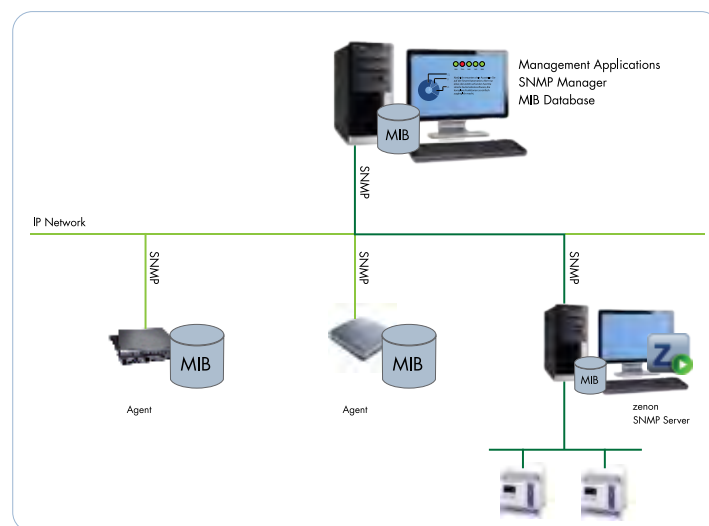 Management Applications
SNMP Manager
MIB Database
MIB
SNMP
IP Network
SNMP
SNMP
SNMP
MIB
MIB
MIB
Z
Agent
Agent
zenon
SNMP Server